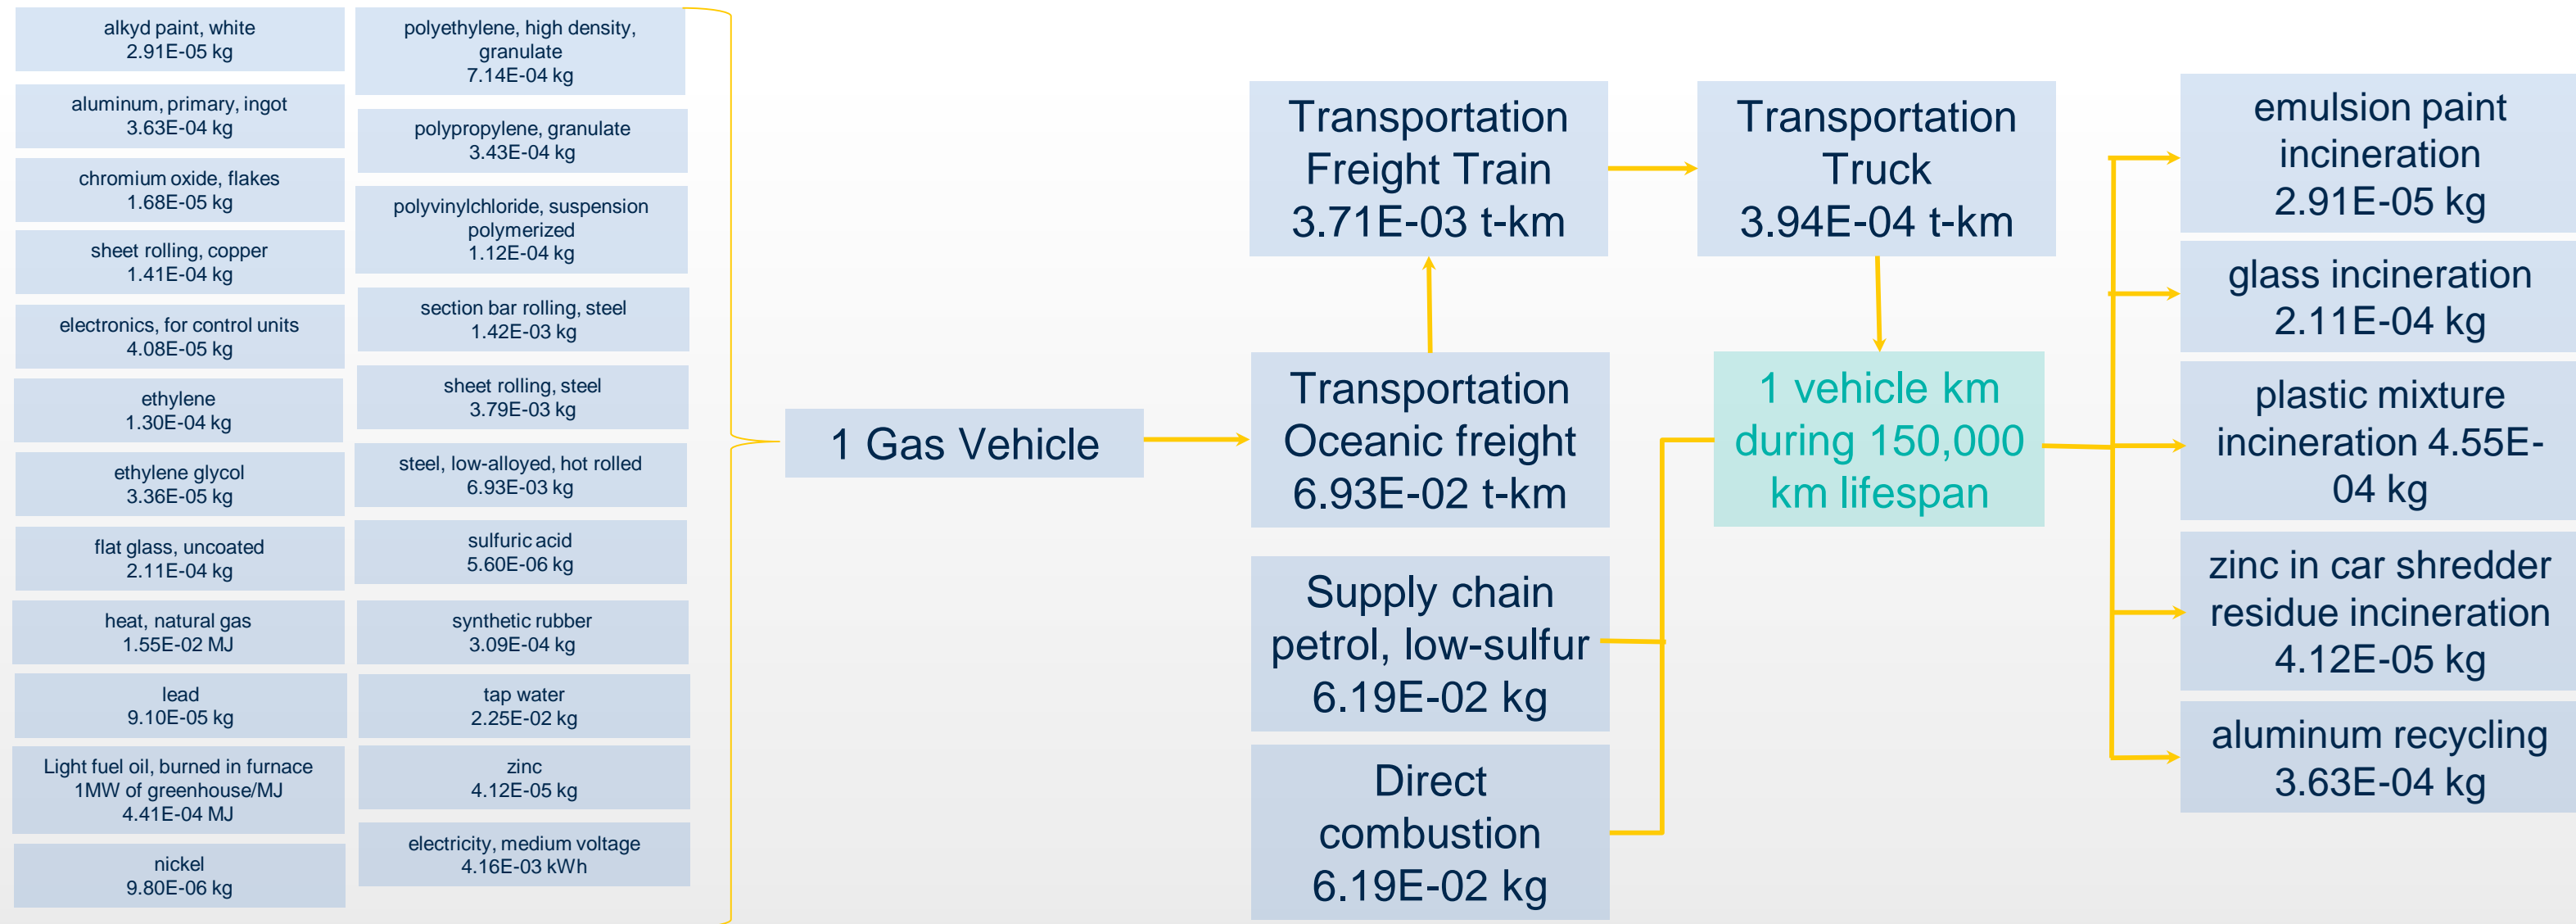 alkyd paint, white
2.91E-05 kg
aluminum, primary, ingot
3.63E-04 kg
chromium oxide, flakes
1.68E-05 kg
sheet rolling, copper
1.41E-04 kg
electronics, for control units
4.08E-05 kg
ethylene
1.30E-04 kg
ethylene glycol
3.36E-05 kg
flat glass, uncoated
2.11E-04 kg
heat, natural gas
1.55E-02 MJ
lead
9.10E-05 kg
Light fuel oil, burned in furnace
1MW of greenhouse/MJ
4.41E-04 MJ
nickel
9.80E-06 kg
polyethylene, high density,
granulate
7.14E-04 kg
polypropylene, granulate
3.43E-04 kg
polyvinylchloride, suspension
polymerized
1.12E-04 kg
section bar rolling, steel
1.42E-03 kg
sheet rolling, steel
3.79E-03 kg
steel, low-alloyed, hot rolled
6.93E-03 kg
sulfuric acid
5.60E-06 kg
synthetic rubber
3.09E-04 kg
tap water
2.25E-02 kg
zinc
4.12E-05 kg
electricity, medium voltage
4.16E-03 kWh
1 Gas Vehicle
Transportation
Oceanic freight
6.93E-02 t-km
Transportation
Freight Train
3.71E-03 t-km
Transportation
Truck
3.94E-04 t-km
Supply chain
petrol, low-sulfur
6.19E-02 kg
Direct
combustion
6.19E-02 kg
1 vehicle km
during 150,000
km lifespan
emulsion paint
incineration
2.91E-05 kg
glass incineration
2.11E-04 kg
plastic mixture
incineration 4.55E-
04 kg
zinc in car shredder
residue incineration
4.12E-05 kg
aluminum recycling
3.63E-04 kg